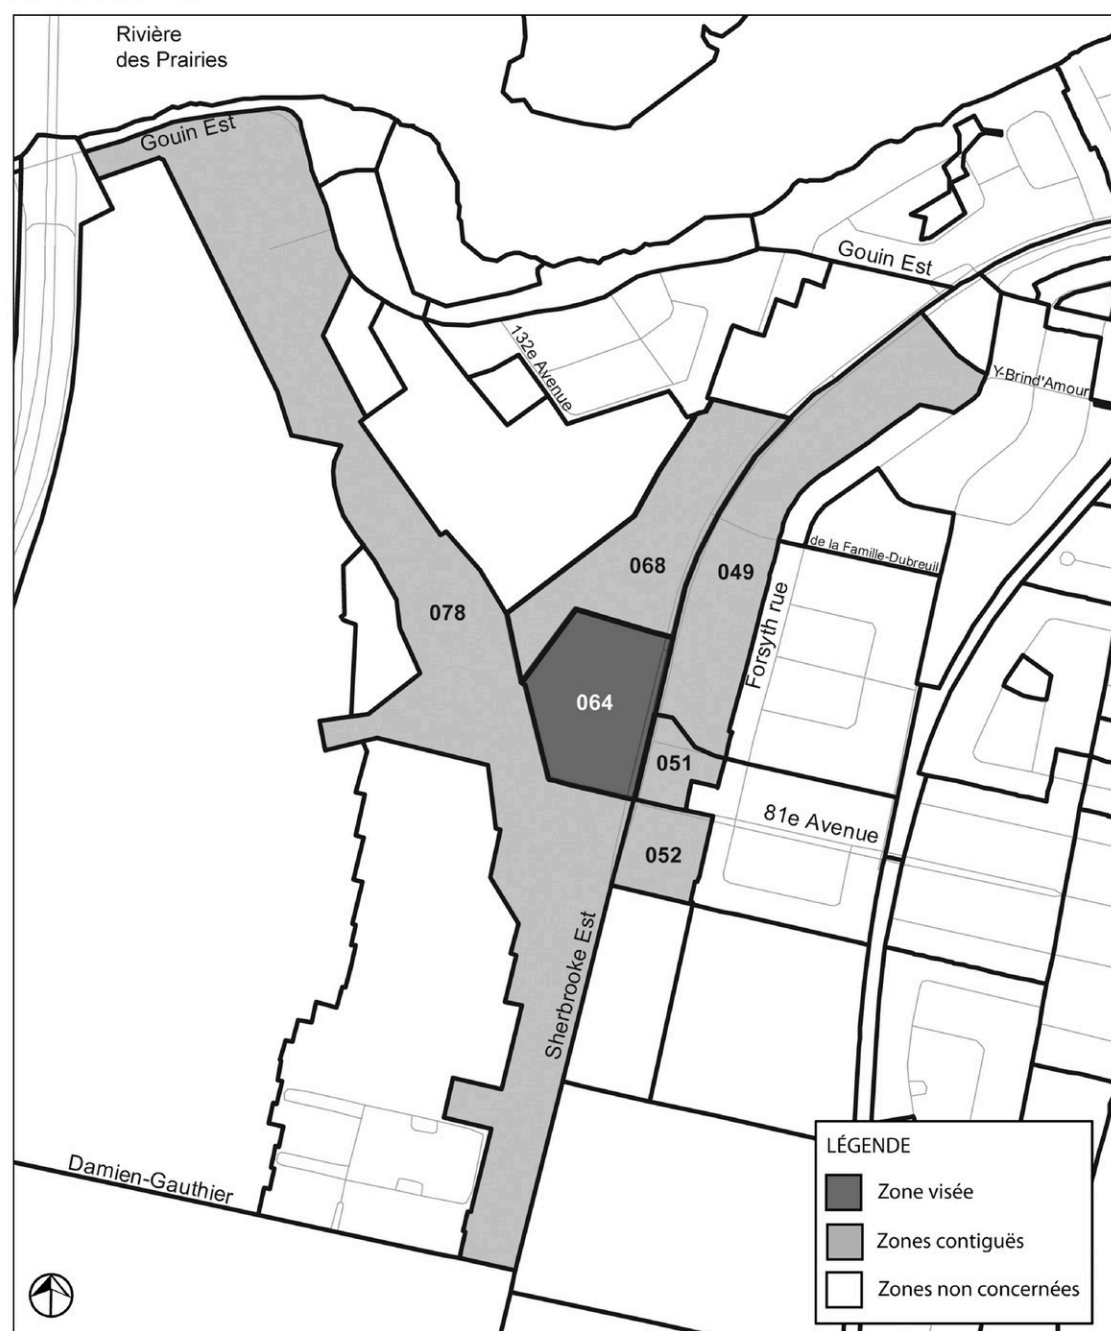 Rivière
des Prairies
Gouin Est
Gouin Est
132e Avenue
Y-Brind'Amour
de la Famille-Dubreuil
068
049
Forsyth rue
078
064
051
81e Avenue
052
Sherbrooke Est
Damien-Gauthier
LÉGENDE
Zone visée
Zones contiguës
Zones non concernées